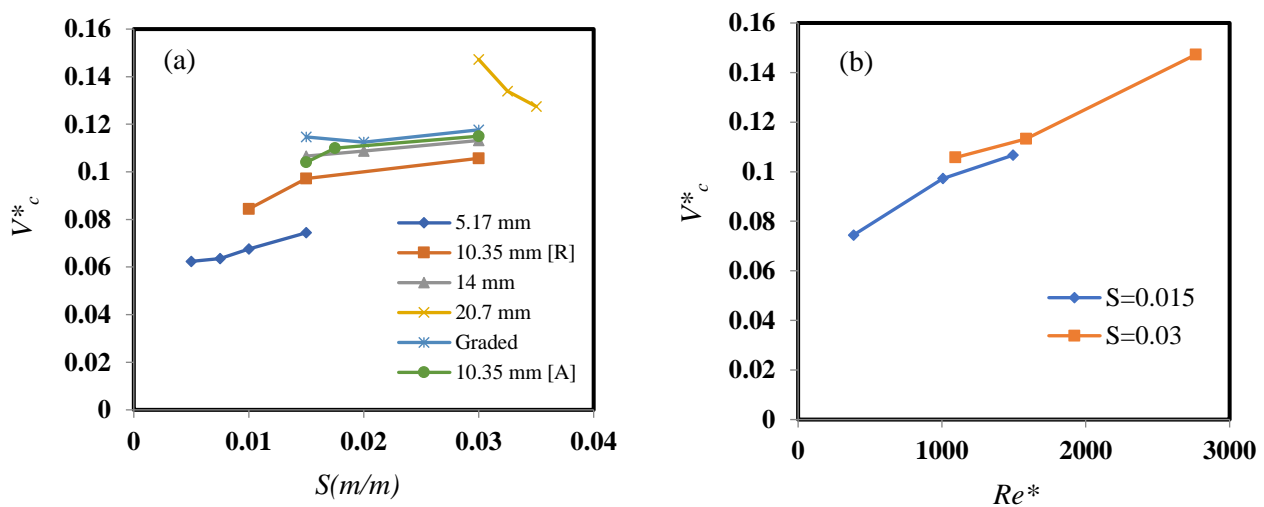 (a)
0.16
0.14
0.12
0.1
0.08
0.06
0.04
0.02
0
V*c
0 0.01 0.02 0.03 0.04
S(m/m)
5.17 mm
10.35 mm [R]
14 mm
20.7 mm
Graded
10.35 mm [A]
(b)
0.16
0.14
0.12
0.1
0.08
0.06
0.04
0.02
0
V*c
0 1000 2000 3000
Re*
S=0.015
S=0.03